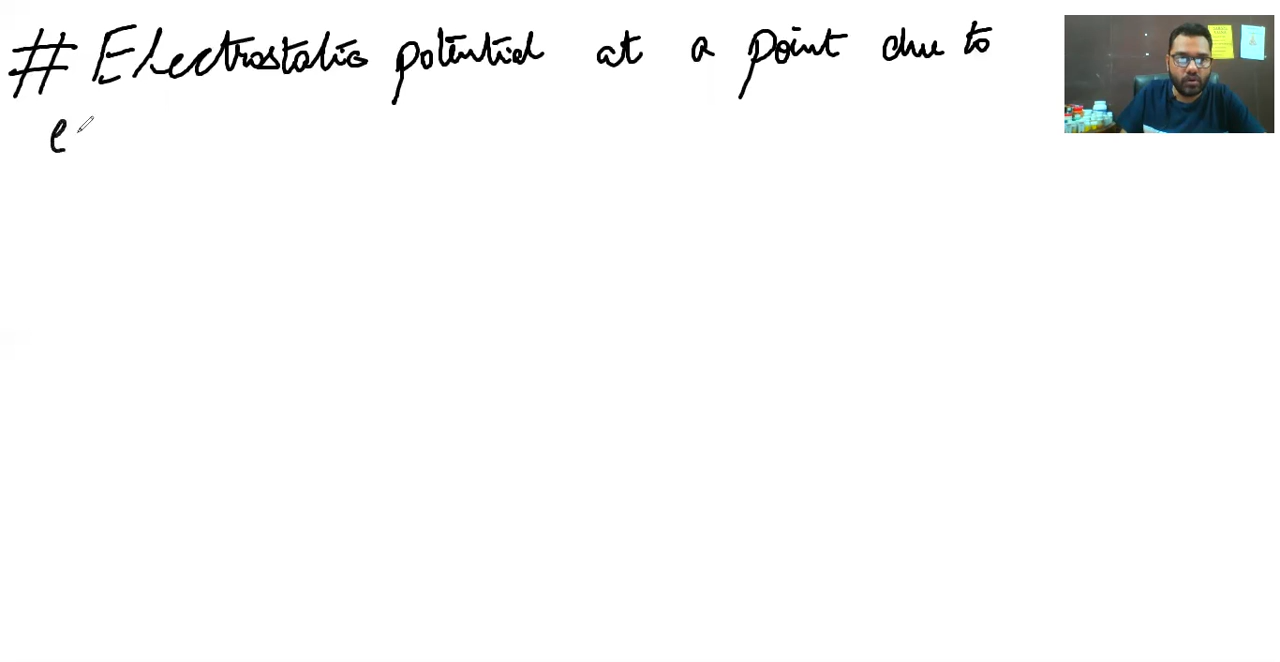 # Electrostatic potential at a point due to
e